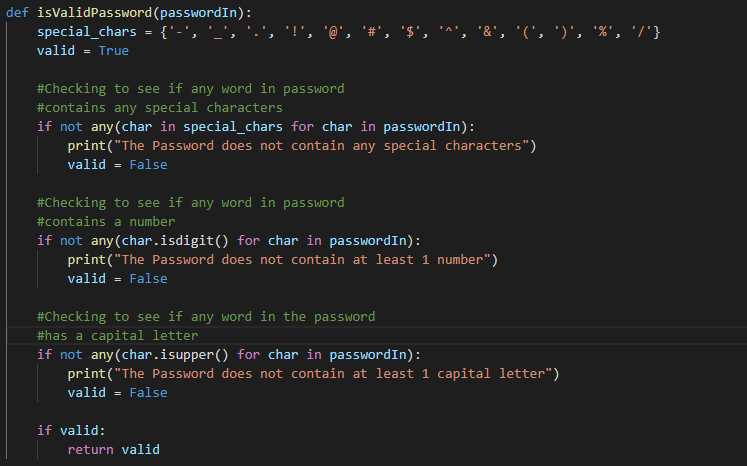 def isValidPassword(passwordIn):
    special_chars = {'-', '_', '.', '!', '@', '#', '$', '^', '&', '(', ')', '%', '/'}
    valid = True

    #Checking to see if any word in password
    #contains any special characters
    if not any(char in special_chars for char in passwordIn):
        print("The Password does not contain any special characters")
        valid = False

    #Checking to see if any word in password
    #contains a number
    if not any(char.isdigit() for char in passwordIn):
        print("The Password does not contain at least 1 number")
        valid = False

    #Checking to see if any word in the password
    #has a capital letter
    if not any(char.isupper() for char in passwordIn):
        print("The Password does not contain at least 1 capital letter")
        valid = False

    if valid:
        return valid